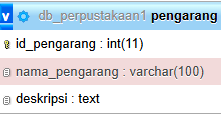 v db_perpustakaan1 pengarang
id_pengarang : int(11)
nama_pengarang : varchar(100)
deskripsi : text